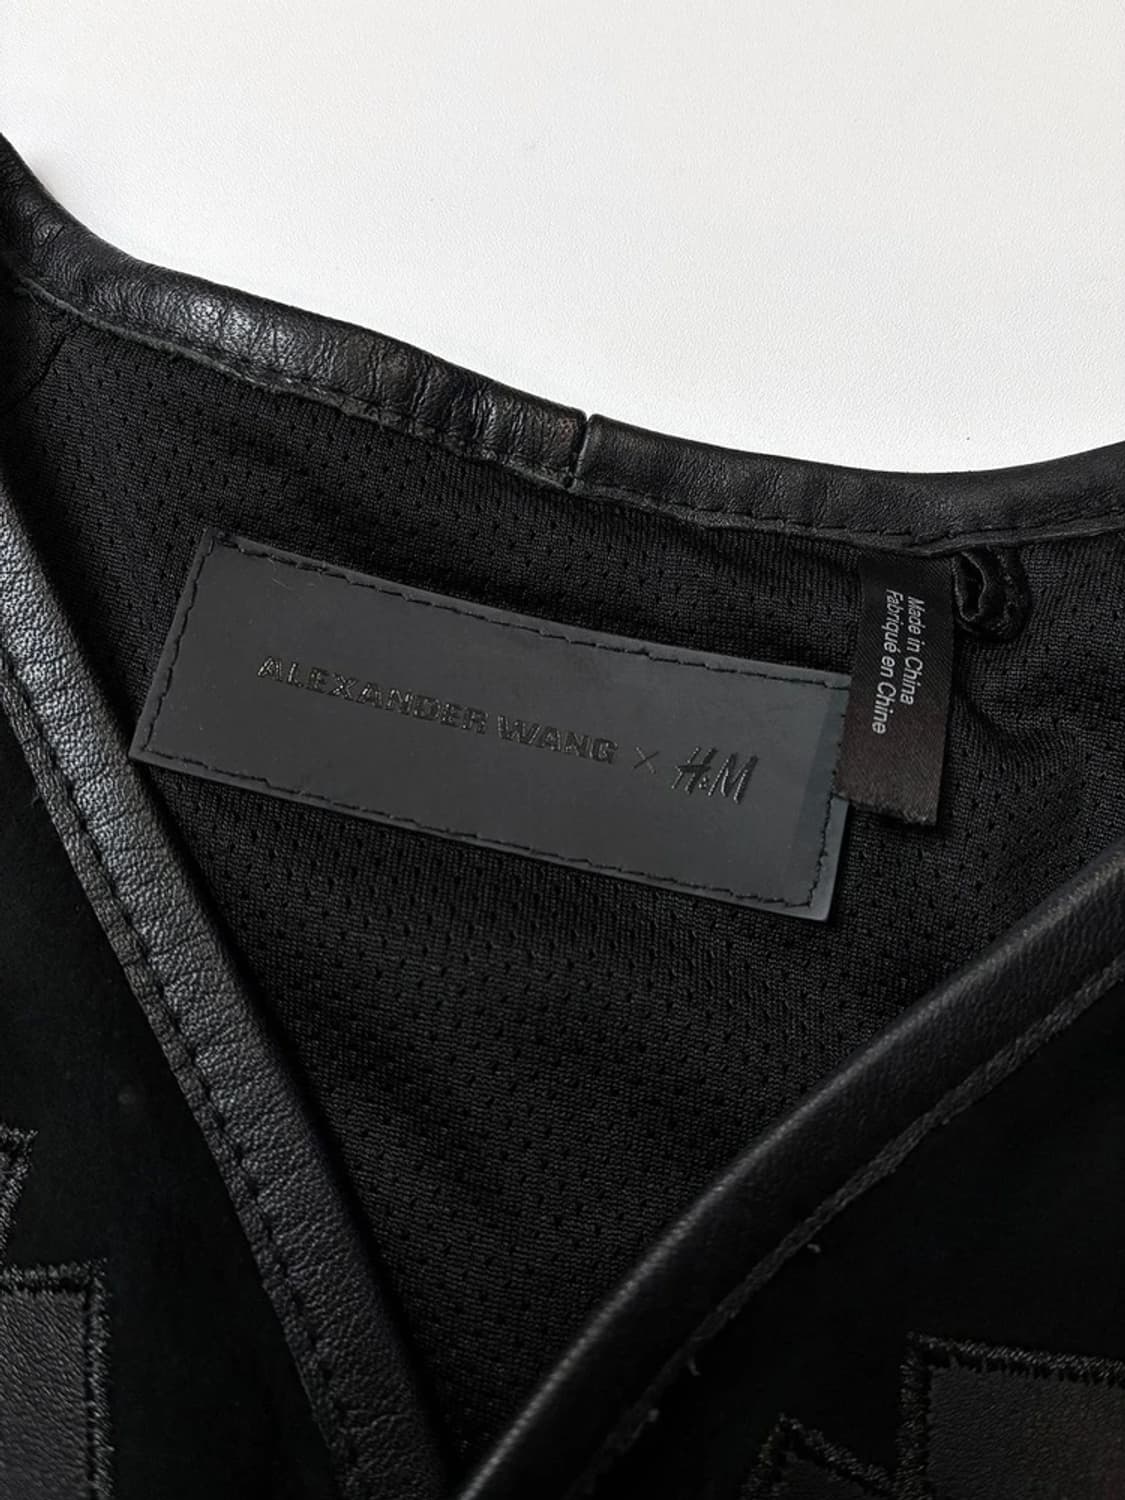 ALEXANDER WANG × H&M
Made in China
Fabriqué en Chine